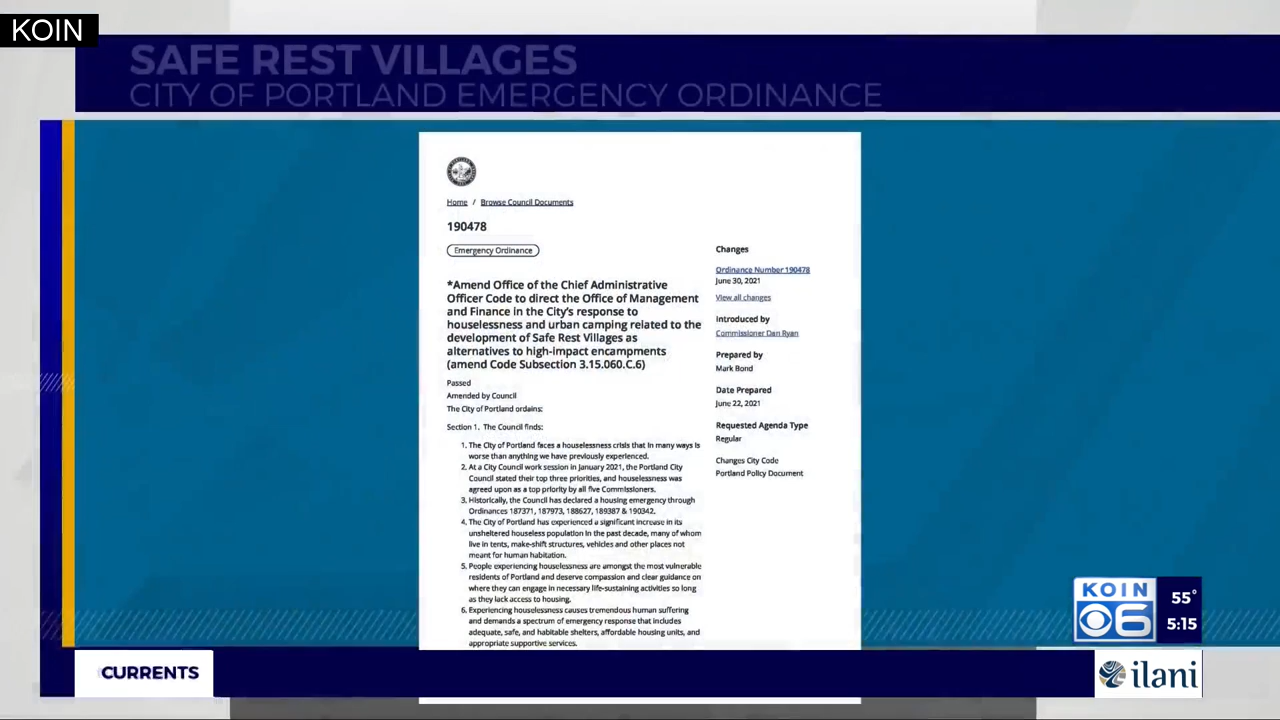 KOIN
SAFE REST VILLAGES
CITY OF PORTLAND EMERGENCY ORDINANCE
Home / Browse Council Documents
190478
Emergency Ordinance
*Amend Office of the Chief Administrative
Officer Code to direct the Office of Management
and Finance in the City's response to
houselessness and urban camping related to the
development of Safe Rest Villages as
alternatives to high-impact encampments
(amend Code Subsection 3.15.060.C.6)
Passed
Amended by Council
The City of Portland ordains:
Section 1. The Council finds:
1. The City of Portland faces a houselessness crisis that in many ways is
worse than anything we have previously experienced.
2. At a City Council work session in January 2021, the Portland City
Council stated their top three priorities, and houselessness was
agreed upon as a top priority by all five Commissioners.
3. Historically, the Council has declared a housing emergency through
Ordinances 187371, 187973, 188627, 189387 & 190342.
4. The City of Portland has experienced a significant increase in its
unsheltered houseless population in the past decade, many of whom
live in tents, make-shift structures, vehicles and other places not
meant for human habitation.
5. People experiencing houselessness are amongst the most vulnerable
residents of Portland and deserve compassion and clear guidance on
where they can engage in necessary life-sustaining activities so long
as they lack access to housing.
6. Experiencing houselessness causes tremendous human suffering
and demands a spectrum of emergency response that includes
adequate, safe, and habitable shelters, affordable housing units, and
appropriate supportive services.
Changes
Ordinance Number 190478
June 30, 2021
View all changes
Introduced by
Commissioner Dan Ryan
Prepared by
Mark Bond
Date Prepared
June 22, 2021
Requested Agenda Type
Regular
Changes City Code
Portland Policy Document
KOIN
6
55°
5:15
CURRENTS
ilani